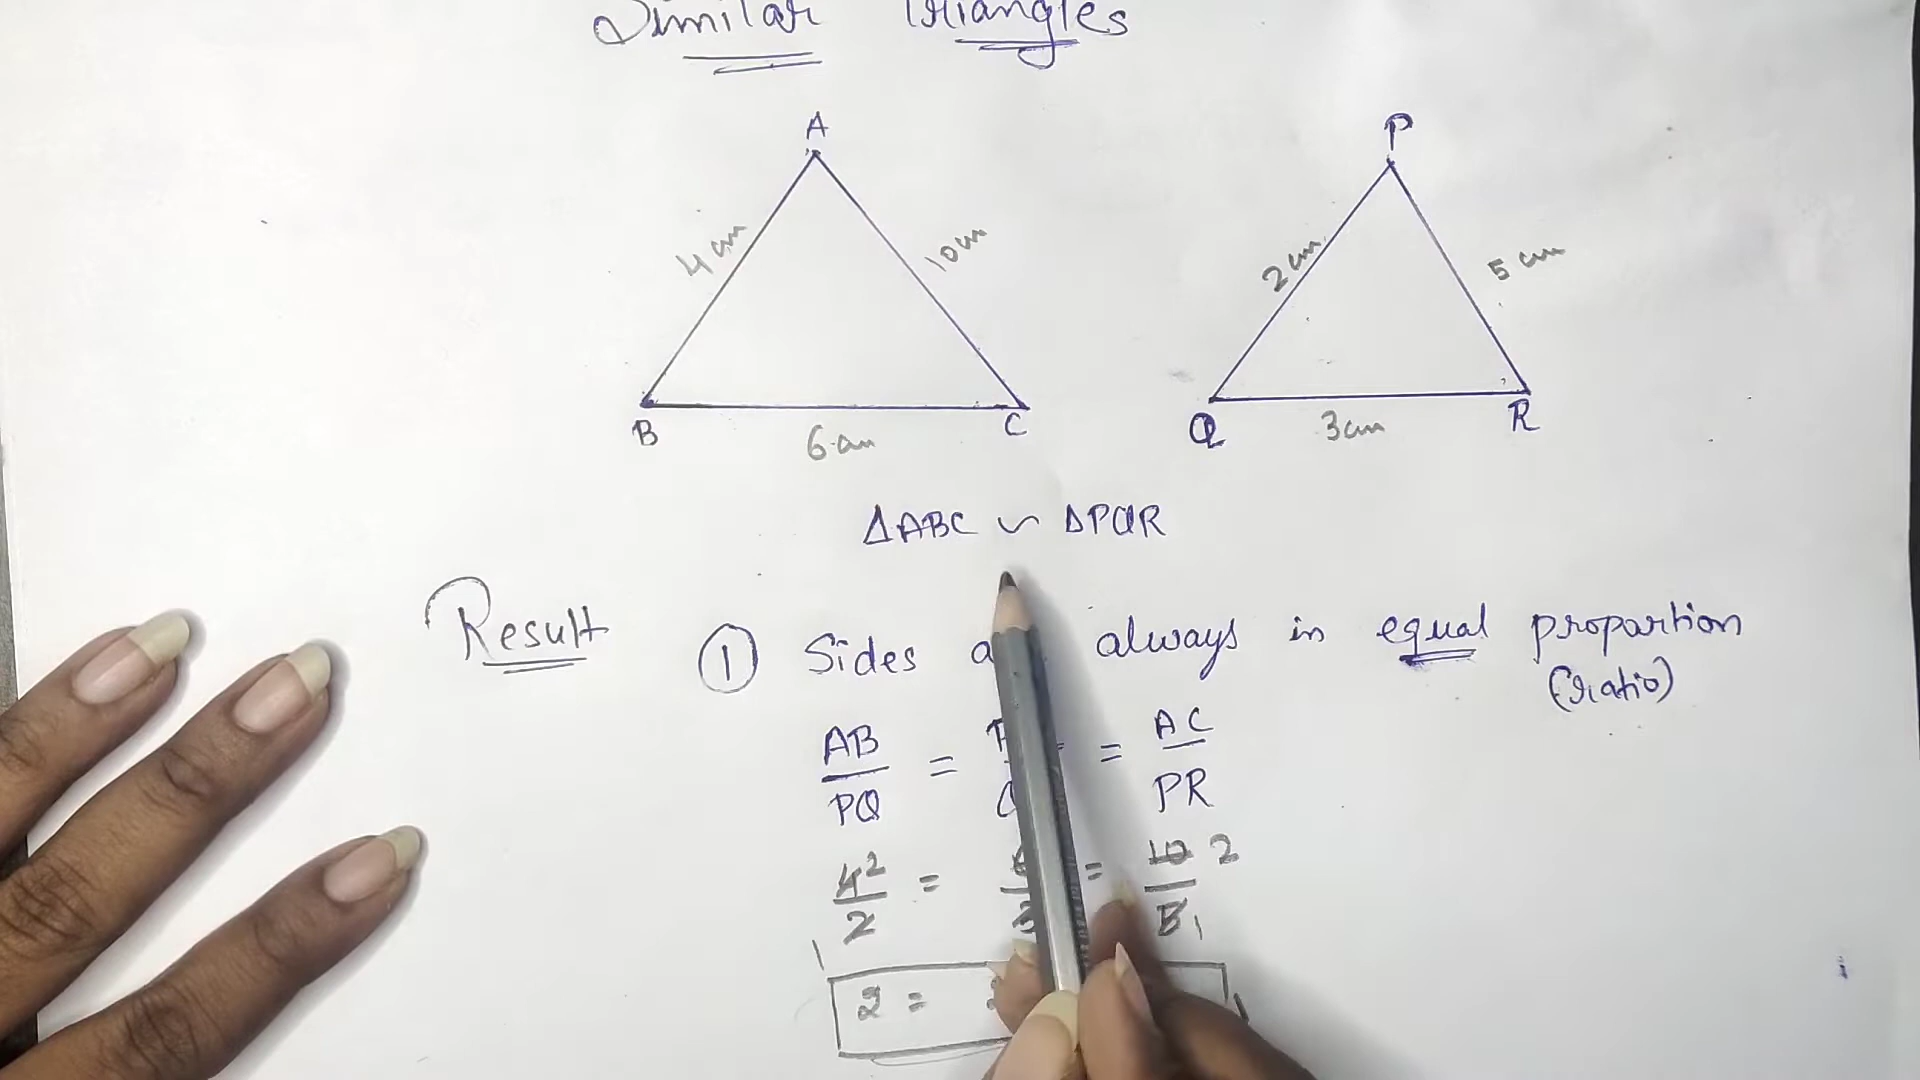 Similar Triangles
A
P
4 cm
10 cm
2 cm
5 cm
B
6 cm
C
Q
3 cm
R
ΔABC ∽ ΔPQR
Result
① Sides always in equal proportion
(ratio)
AB/PQ = = AC/PR
4 2/2 1 = = 10 2/5 1
2 =